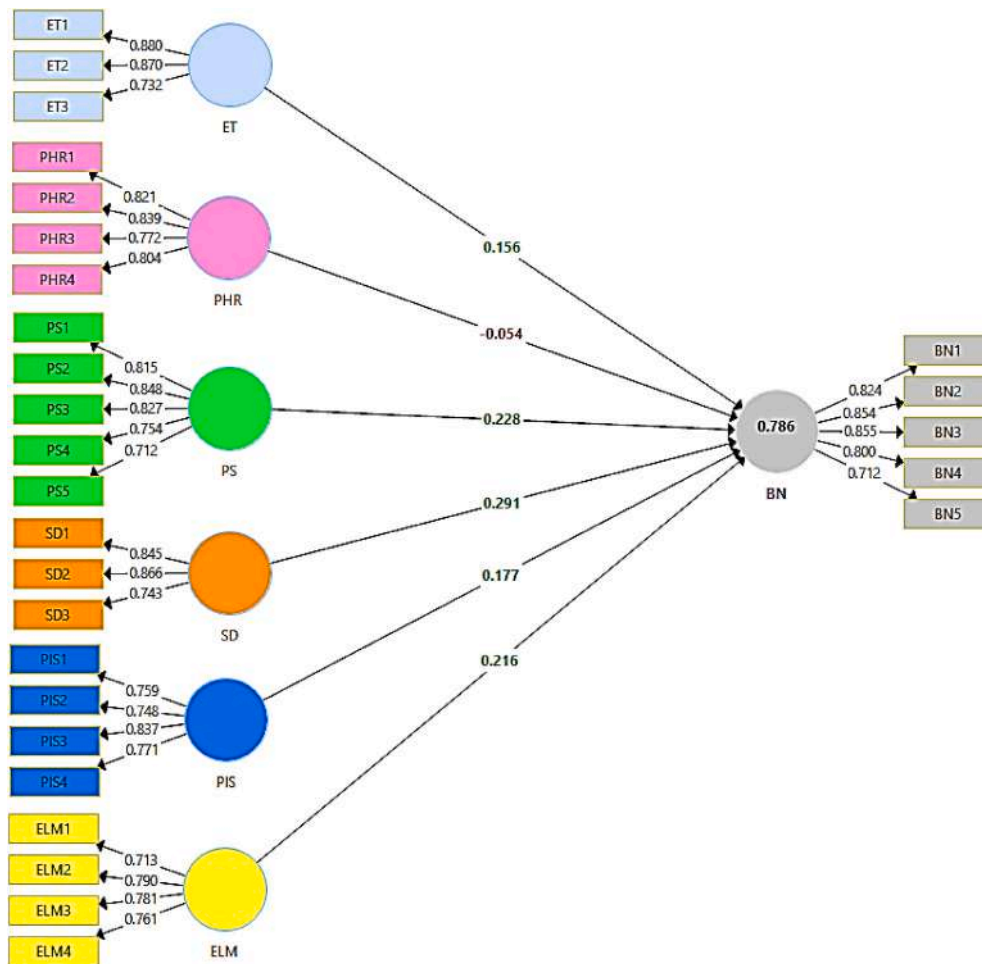 ET1
0.880
ET2
0.870
0.732
ET3
ET
PHR1
0.821
PHR2
0.839
0.772
PHR3
0.804
PHR4
PHR
PS1
0.815
PS2
0.848
PS3
0.827
0.754
PS4
0.712
PS5
PS
SD1
0.845
SD2
0.866
0.743
SD3
SD
PIS1
0.759
PIS2
0.748
0.837
PIS3
0.771
PIS4
PIS
ELM1
0.713
ELM2
0.790
0.781
ELM3
0.761
ELM4
ELM
0.156
-0.054
0.228
0.291
0.177
0.216
0.786
BN
0.824
0.854
0.855
0.800
0.712
BN1
BN2
BN3
BN4
BN5